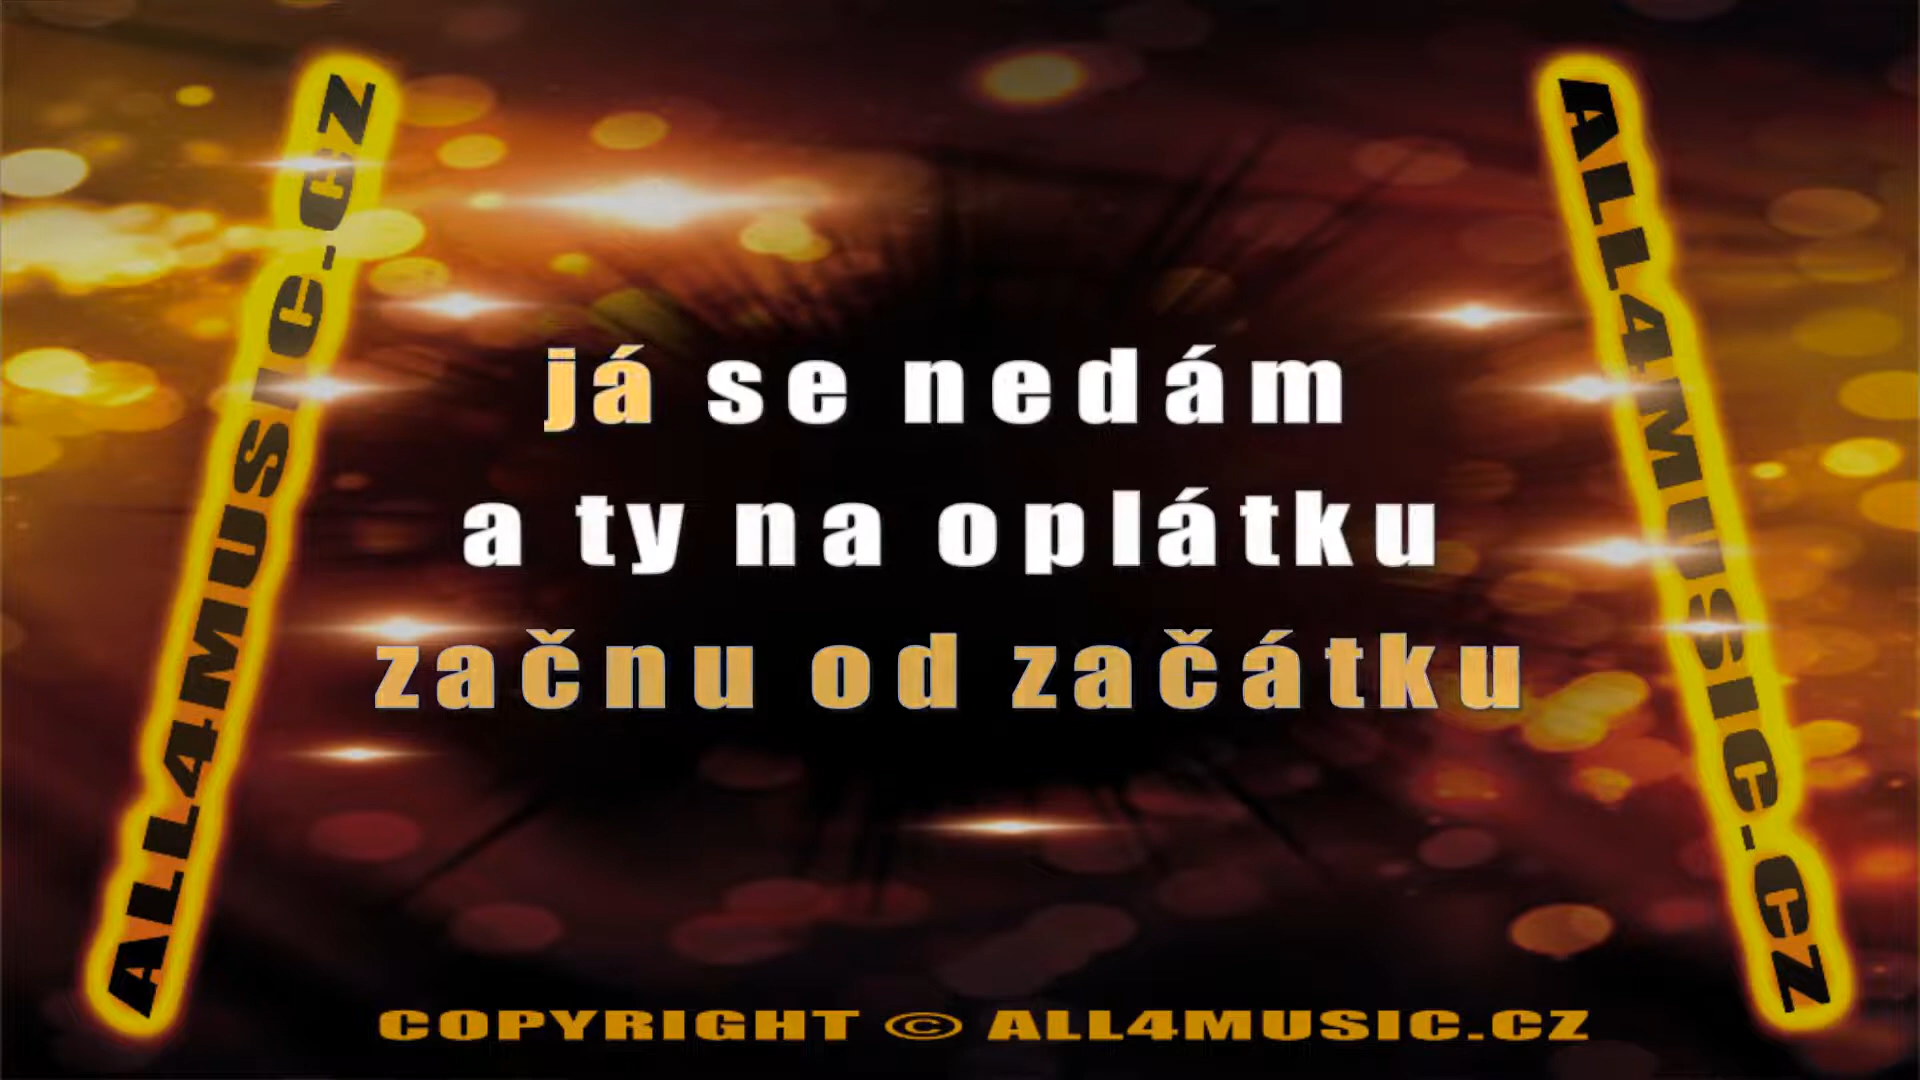 ALL4MUSIC.CZ
ALL4MUSIC.CZ
já se nedám
a ty na oplátku
začnu od začátku
COPYRIGHT © ALL4MUSIC.CZ